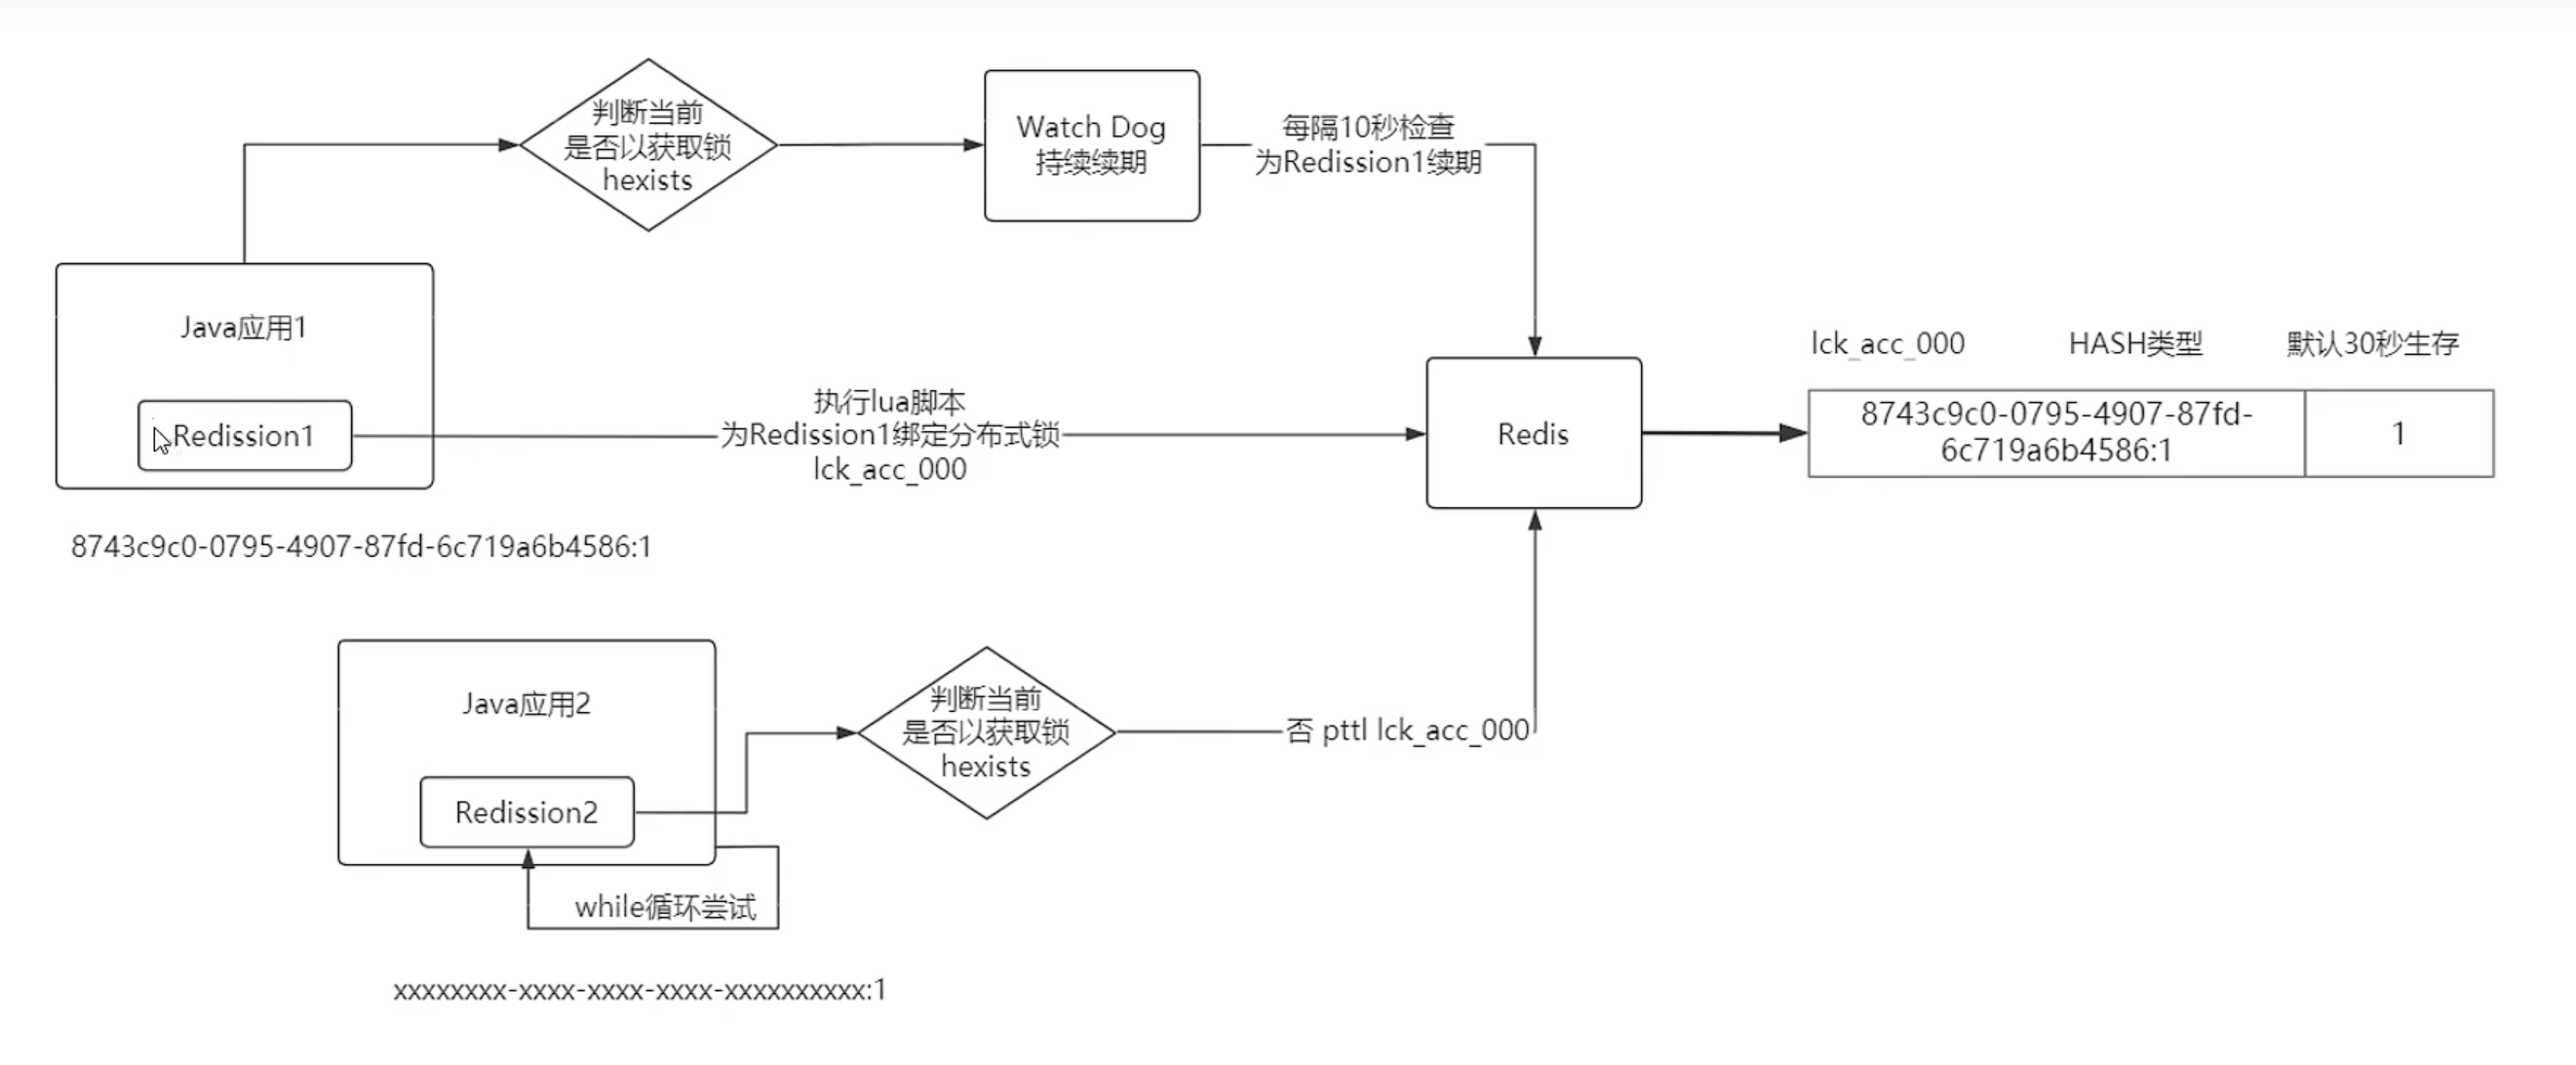 判断当前
是否以获取锁
hexists
Watch Dog
持续续期
每隔10秒检查
为Redission1续期
Java应用1
Redission1
8743c9c0-0795-4907-87fd-6c719a6b4586:1
执行lua脚本
为Redission1绑定分布式锁
lck_acc_000
Redis
lck_acc_000 HASH类型 默认30秒生存
8743c9c0-0795-4907-87fd-
6c719a6b4586:1
1
Java应用2
Redission2
while循环尝试
xxxxxxxx-xxxx-xxxx-xxxx-xxxxxxxxxx:1
判断当前
是否以获取锁
hexists
否 pttl lck_acc_000